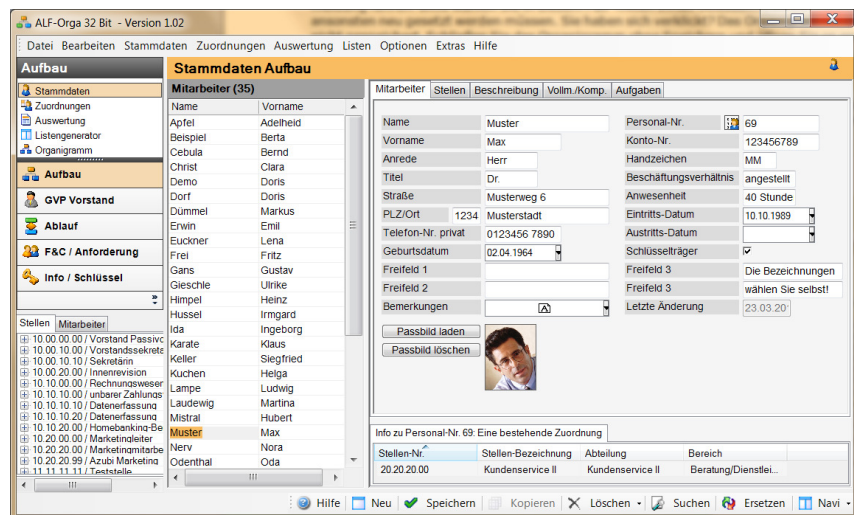 ALF-Orga 32 Bit - Version 1.02
Datei Bearbeiten Stammdaten Zuordnungen Auswertung Listen Optionen Extras Hilfe
Aufbau
Stammdaten
Zuordnungen
Auswertung
Listengenerator
Organigramm
Aufbau
GVP Vorstand
Ablauf
F&C / Anforderung
Info / Schlüssel
Stellen Mitarbeiter
10.00.00.00 / Vorstand Passivc
10.00.10.00 / Vorstandssekreta
10.00.10.10 / Sekretärin
10.00.20.00 / Innenrevision
10.10.00.00 / Rechnungsweser
10.10.10.00 / unbarer Zahlungs
10.10.10.10 / Datenerfassung
10.10.10.20 / Datenerfassung
10.10.20.00 / Homebanking-Be
10.20.00.00 / Marketingleiter
10.20.20.00 / Marketingmitarbe
10.20.20.99 / Azubi Marketing
11.11.11.11 / Teststelle
Stammdaten Aufbau
Mitarbeiter (35)
Name Vorname
Apfel Adelheid
Beispiel Berta
Cebula Bernd
Christ Clara
Demo Doris
Dorf Doris
Dümmel Markus
Erwin Emil
Euckner Lena
Frei Fritz
Gans Gustav
Gieschle Ulrike
Himpel Heinz
Hussel Irmgard
Ida Ingeborg
Karate Klaus
Keller Siegfried
Kuchen Helga
Lampe Ludwig
Laudewig Martina
Mistral Hubert
Muster Max
Nerv Nora
Odenthal Oda
Mitarbeiter Stellen Beschreibung Vollm./Komp. Aufgaben
Name Muster Personal-Nr. 69
Vorname Max Konto-Nr. 123456789
Anrede Herr Handzeichen MM
Titel Dr. Beschäftigungsverhältnis angestellt
Straße Musterweg 6 Anwesenheit 40 Stunde
PLZ/Ort 1234 Musterstadt Eintritts-Datum 10.10.1989
Telefon-Nr. privat 0123456 7890 Austritts-Datum
Geburtsdatum 02.04.1964 Schlüsselträger
Freifeld 1 Freifeld 3 Die Bezeichnungen
Freifeld 2 Freifeld 3 wählen Sie selbst!
Bemerkungen A Letzte Änderung 23.03.20
Passbild laden
Passbild löschen
Info zu Personal-Nr. 69: Eine bestehende Zuordnung
Stellen-Nr. Stellen-Bezeichnung Abteilung Bereich
20.20.20.00 Kundenservice II Kundenservice II Beratung/Dienstlei...
Hilfe Neu Speichern Kopieren Löschen Suchen Ersetzen Navi